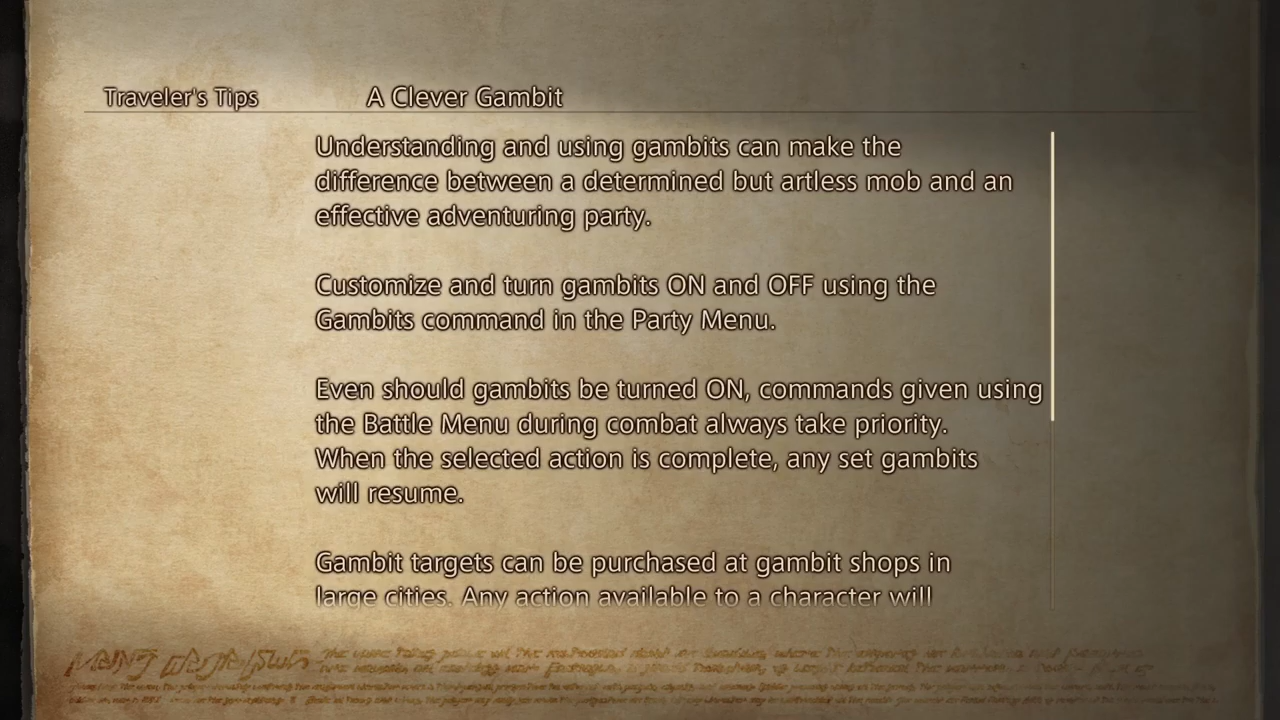 Traveler's Tips
A Clever Gambit
Understanding and using gambits can make the
difference between a determined but artless mob and an
effective adventuring party.
Customize and turn gambits ON and OFF using the
Gambits command in the Party Menu.
Even should gambits be turned ON, commands given using
the Battle Menu during combat always take priority.
When the selected action is complete, any set gambits
will resume.
Gambit targets can be purchased at gambit shops in
large cities. Any action available to a character will